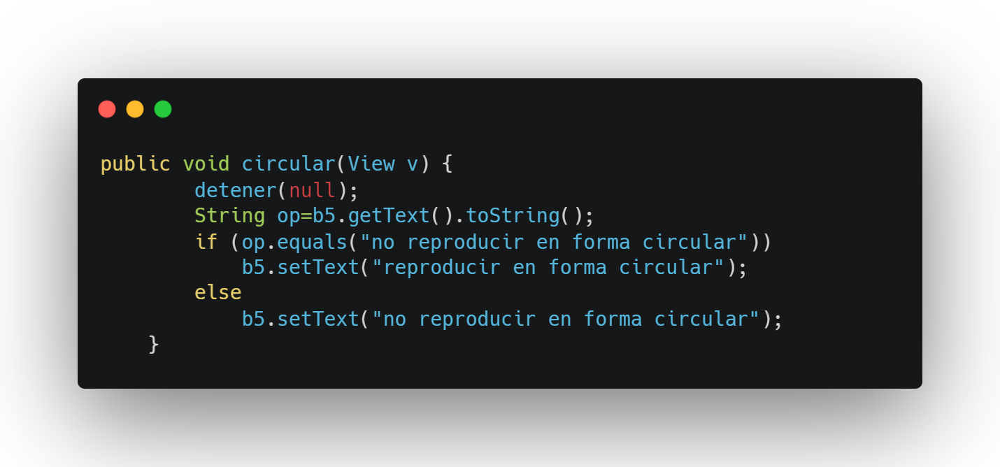 public void circular(View v) {
        detener(null);
        String op=b5.getText().toString();
        if (op.equals("no reproducir en forma circular"))
            b5.setText("reproducir en forma circular");
        else
            b5.setText("no reproducir en forma circular");
    }